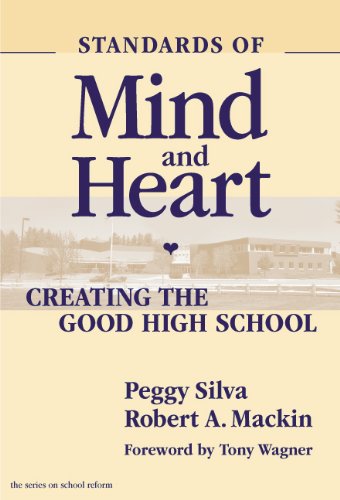 STANDARDS OF
Mind
and
Heart
CREATING THE
GOOD HIGH SCHOOL
Peggy Silva
Robert A. Mackin
Foreword by Tony Wagner
the series on school reform